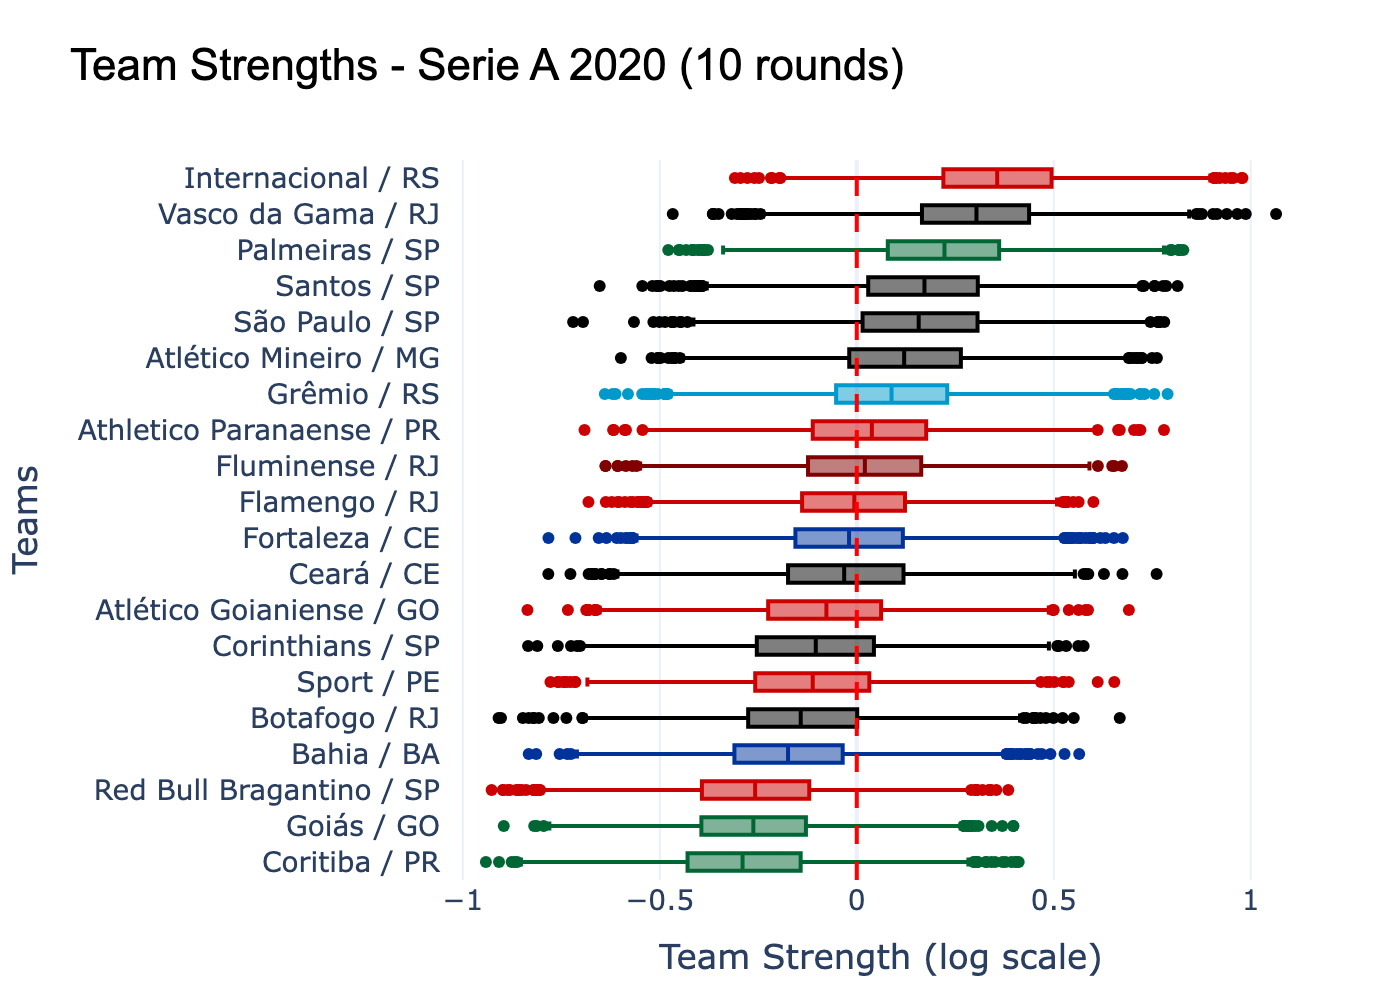 Team Strengths - Serie A 2020 (10 rounds)
Internacional / RS
Vasco da Gama / RJ
Palmeiras / SP
Santos / SP
São Paulo / SP
Atlético Mineiro / MG
Grêmio / RS
Athletico Paranaense / PR
Fluminense / RJ
Flamengo / RJ
Fortaleza / CE
Ceará / CE
Atlético Goianiense / GO
Corinthians / SP
Sport / PE
Botafogo / RJ
Bahia / BA
Red Bull Bragantino / SP
Goiás / GO
Coritiba / PR
Teams
−1 −0.5 0 0.5 1
Team Strength (log scale)